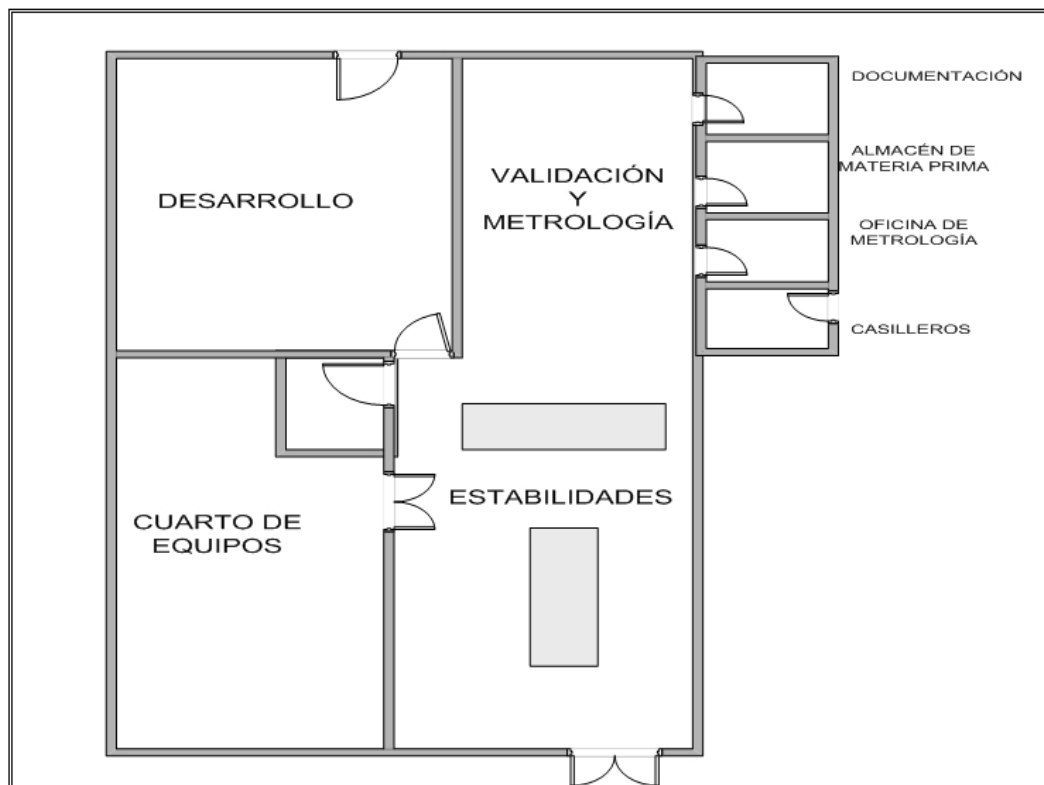 DOCUMENTACIÓN
ALMACÉN DE
MATERIA PRIMA
DESARROLLO
VALIDACIÓN
Y
METROLOGÍA
OFICINA DE
METROLOGÍA
CASILLEROS
ESTABILIDADES
CUARTO DE
EQUIPOS